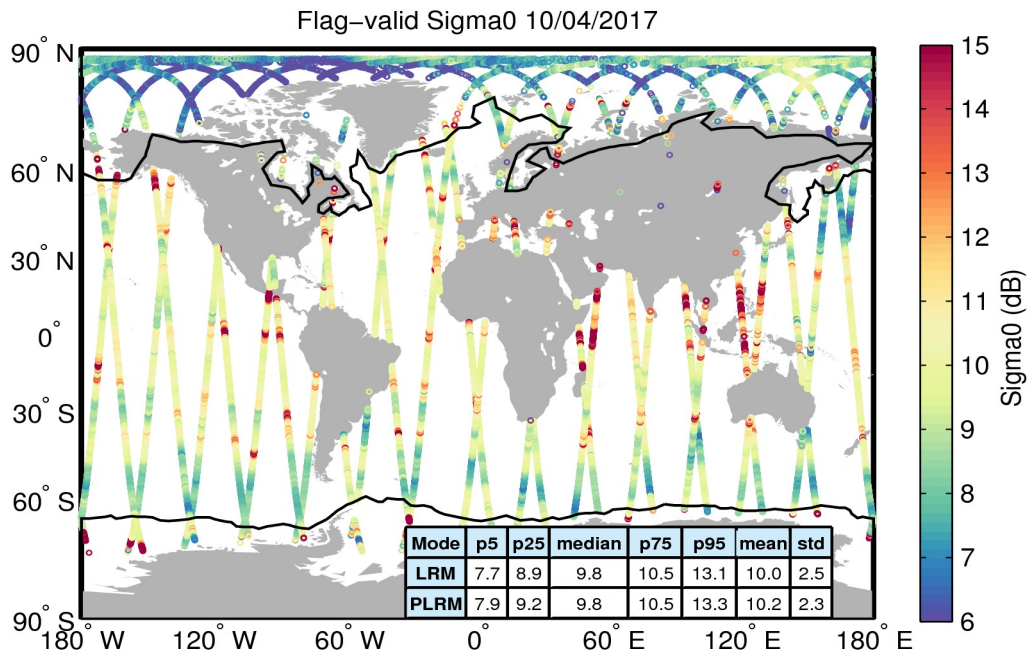 Flag−valid Sigma0 10/04/2017
90° N
60° N
30° N
0°
30° S
60° S
90° S
180° W
120° W
60° W
0°
60° E
120° E
180° E
Mode p5 p25 median p75 p95 mean std
LRM 7.7 8.9 9.8 10.5 13.1 10.0 2.5
PLRM 7.9 9.2 9.8 10.5 13.3 10.2 2.3
15
14
13
12
11
10
9
8
7
6
Sigma0 (dB)